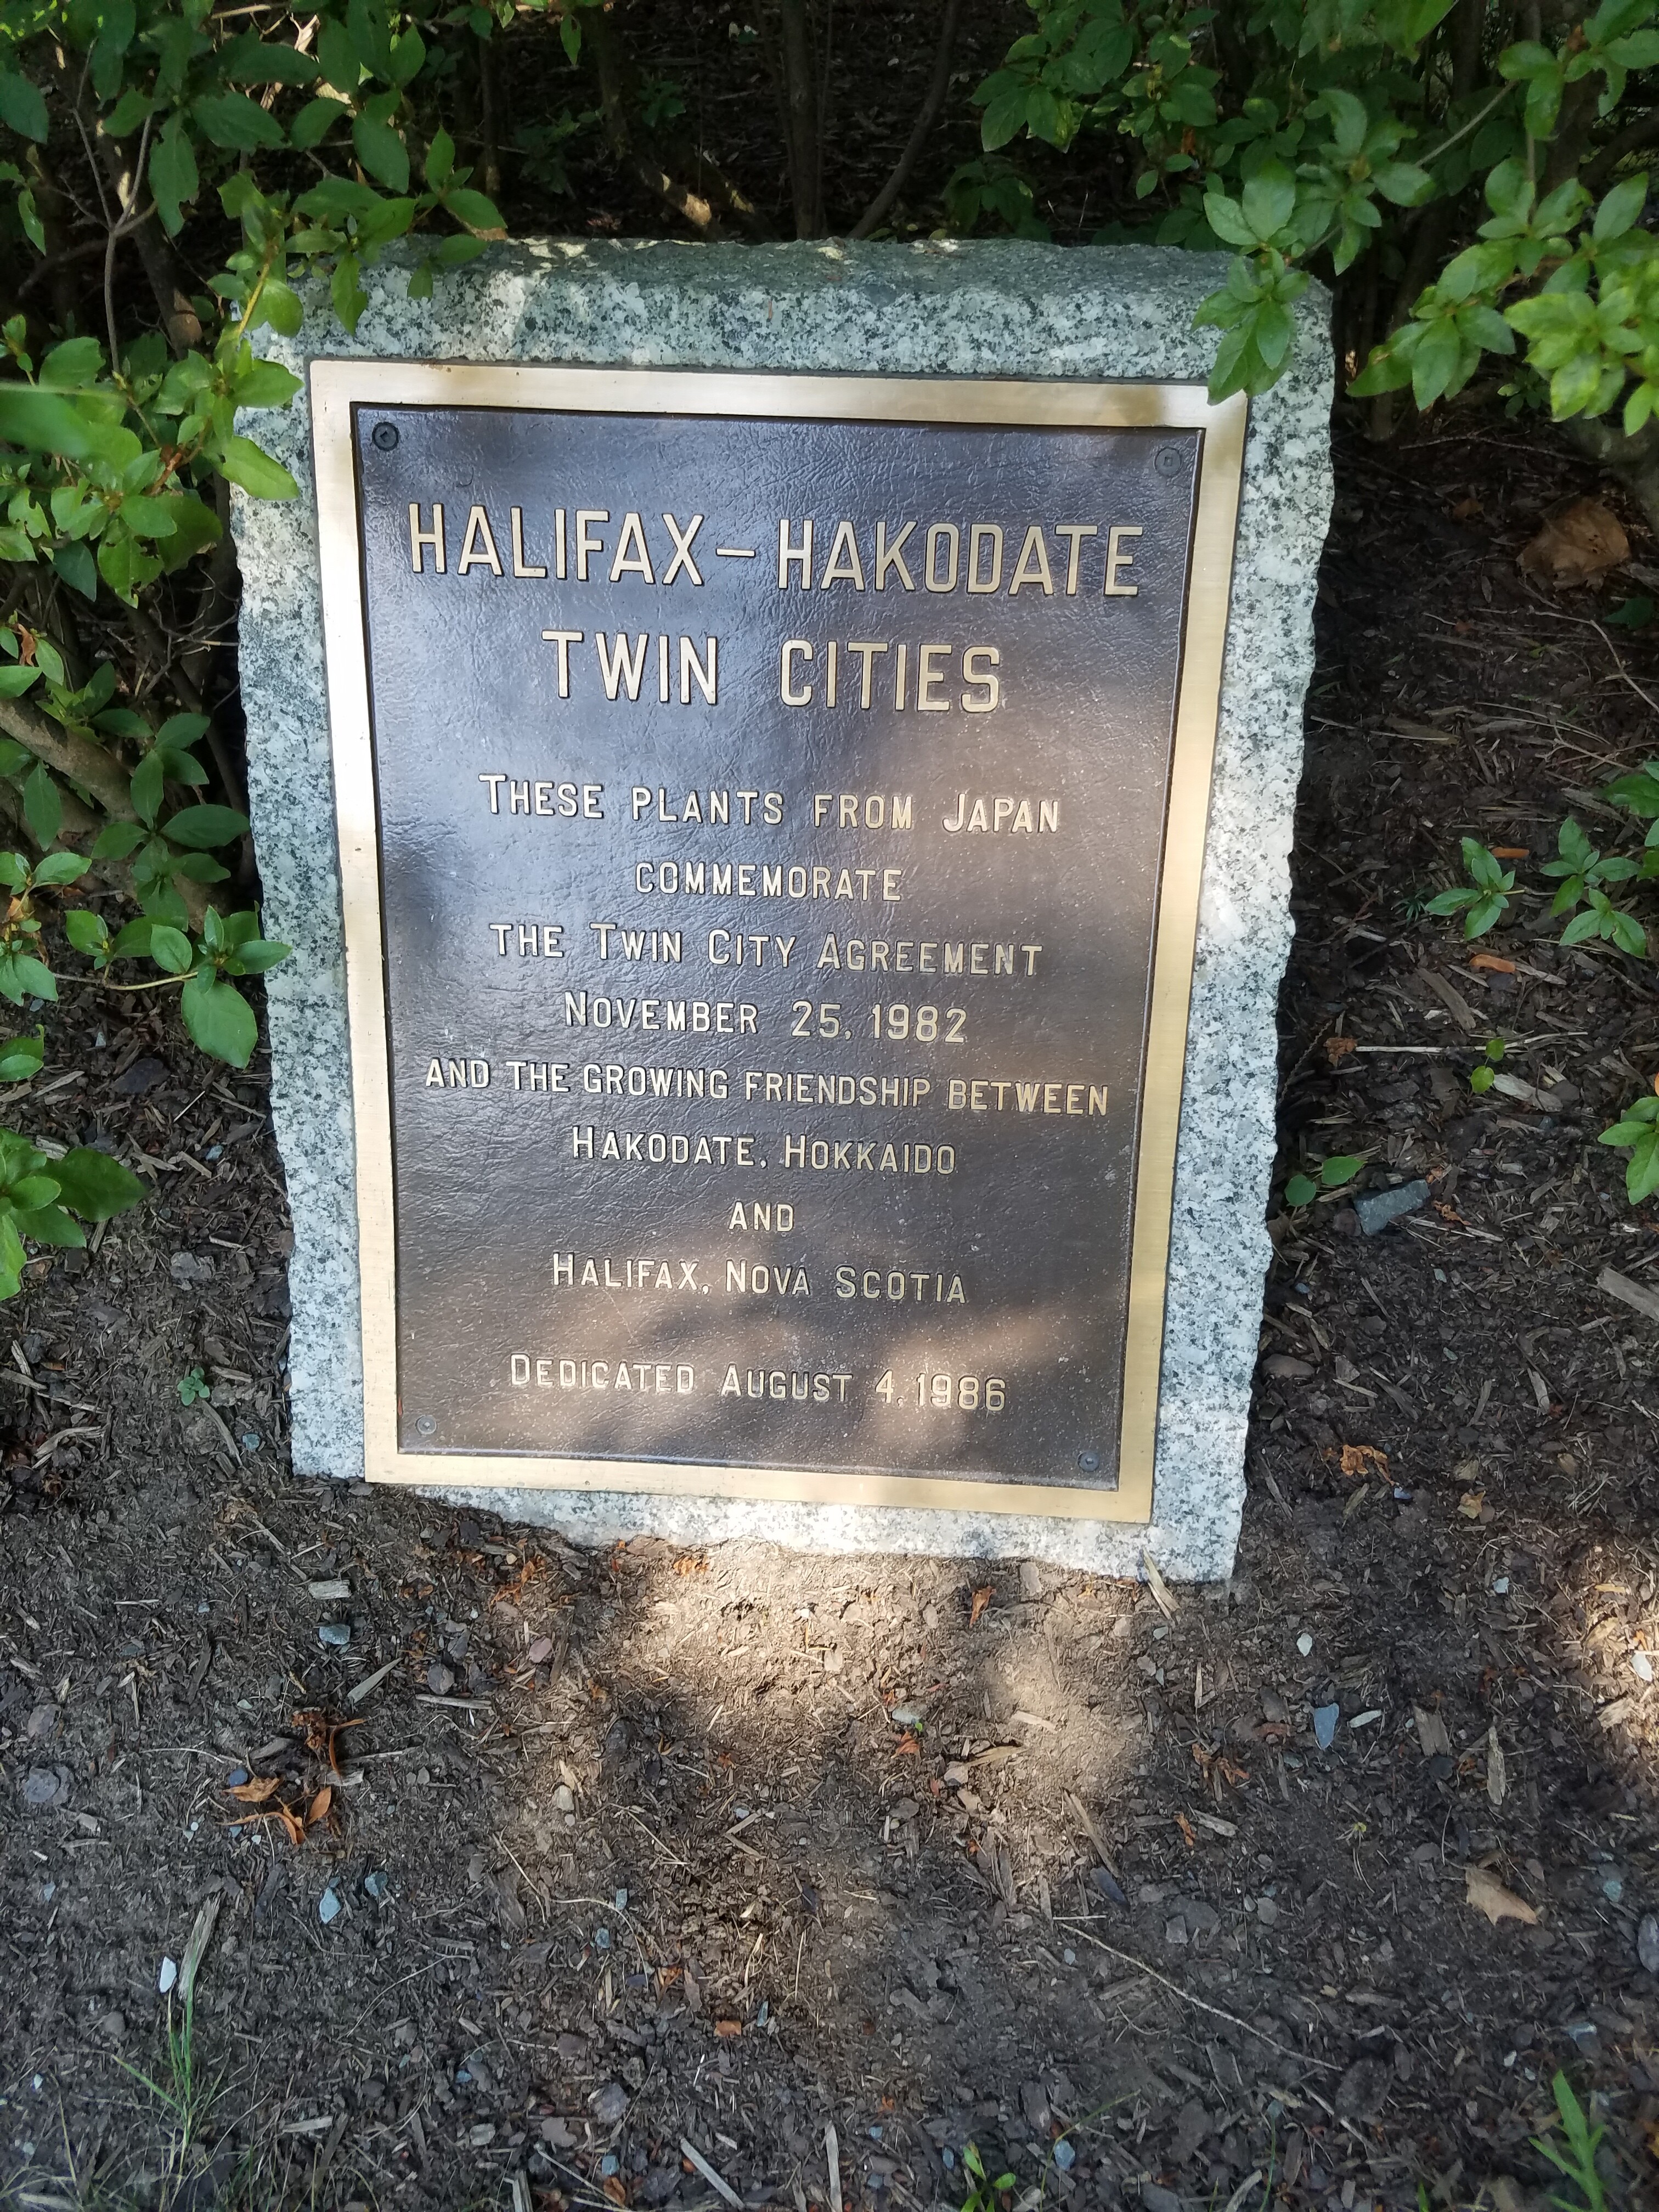 HALIFAX – HAKODATE
TWIN CITIES
THESE PLANTS FROM JAPAN
COMMEMORATE
THE TWIN CITY AGREEMENT
NOVEMBER 25, 1982
AND THE GROWING FRIENDSHIP BETWEEN
HAKODATE, HOKKAIDO
AND
HALIFAX, NOVA SCOTIA
DEDICATED AUGUST 4, 1986